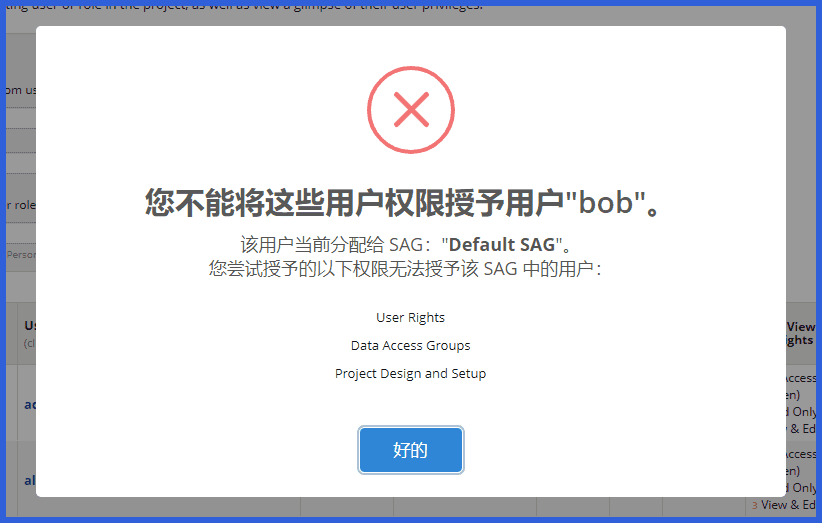 ting user or role in the project, as well as view a glimpse of their user privileges.
om us
您不能将这些用户权限授予用户"bob"。
r role
该用户当前分配给 SAG："Default SAG"。
Person
您尝试授予的以下权限无法授予该 SAG 中的用户：
User Rights
Us
View
(cl
ights
Data Access Groups
Project Design and Setup
Access
en)
ac
d Only
& Ed
好的
Access
en)
al
d Only
3 View & Ed